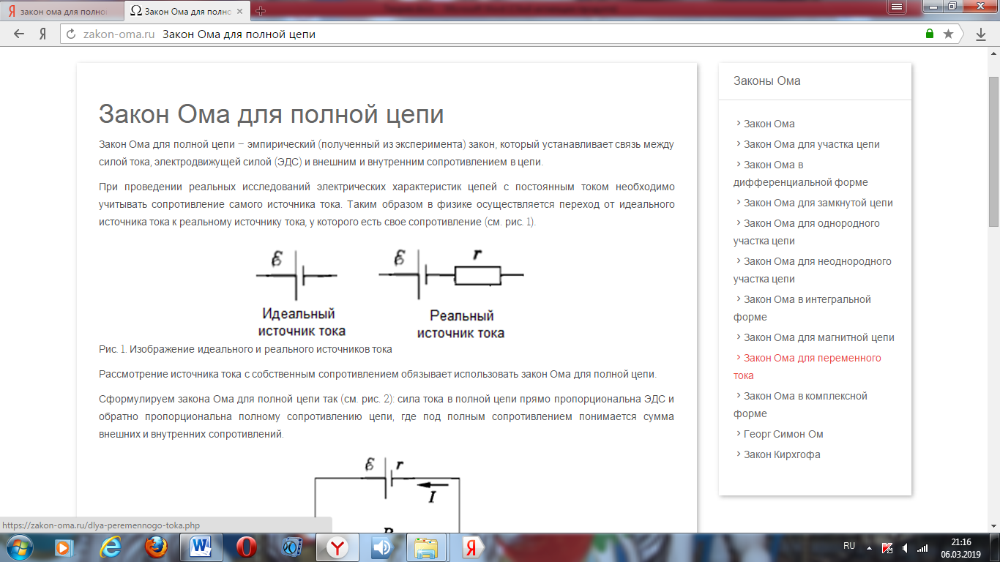 закон ома для полно
Закон Ома для полно
zakon-oma.ru Закон Ома для полной цепи
Закон Ома для полной цепи
Закон Ома для полной цепи – эмпирический (полученный из эксперимента) закон, который устанавливает связь между
силой тока, электродвижущей силой (ЭДС) и внешним и внутренним сопротивлением в цепи.
При проведении реальных исследований электрических характеристик цепей с постоянным током необходимо
учитывать сопротивление самого источника тока. Таким образом в физике осуществляется переход от идеального
источника тока к реальному источнику тока, у которого есть свое сопротивление (см. рис. 1).
ℰ ℰ r
Идеальный
источник тока
Реальный
источник тока
Рис. 1. Изображение идеального и реального источников тока
Рассмотрение источника тока с собственным сопротивлением обязывает использовать закон Ома для полной цепи.
Сформулируем закона Ома для полной цепи так (см. рис. 2): сила тока в полной цепи прямо пропорциональна ЭДС и
обратно пропорциональна полному сопротивлению цепи, где под полным сопротивлением понимается сумма
внешних и внутренних сопротивлений.
ℰ r
I
R
Законы Ома
Закон Ома
Закон Ома для участка цепи
Закон Ома в
дифференциальной форме
Закон Ома для замкнутой цепи
Закон Ома для однородного
участка цепи
Закон Ома для неоднородного
участка цепи
Закон Ома в интегральной
форме
Закон Ома для магнитной цепи
Закон Ома для переменного
тока
Закон Ома в комплексной
форме
Георг Симон Ом
Закон Кирхгофа
https://zakon-oma.ru/dlya-peremennogo-toka.php
RU
21:16
06.03.2019